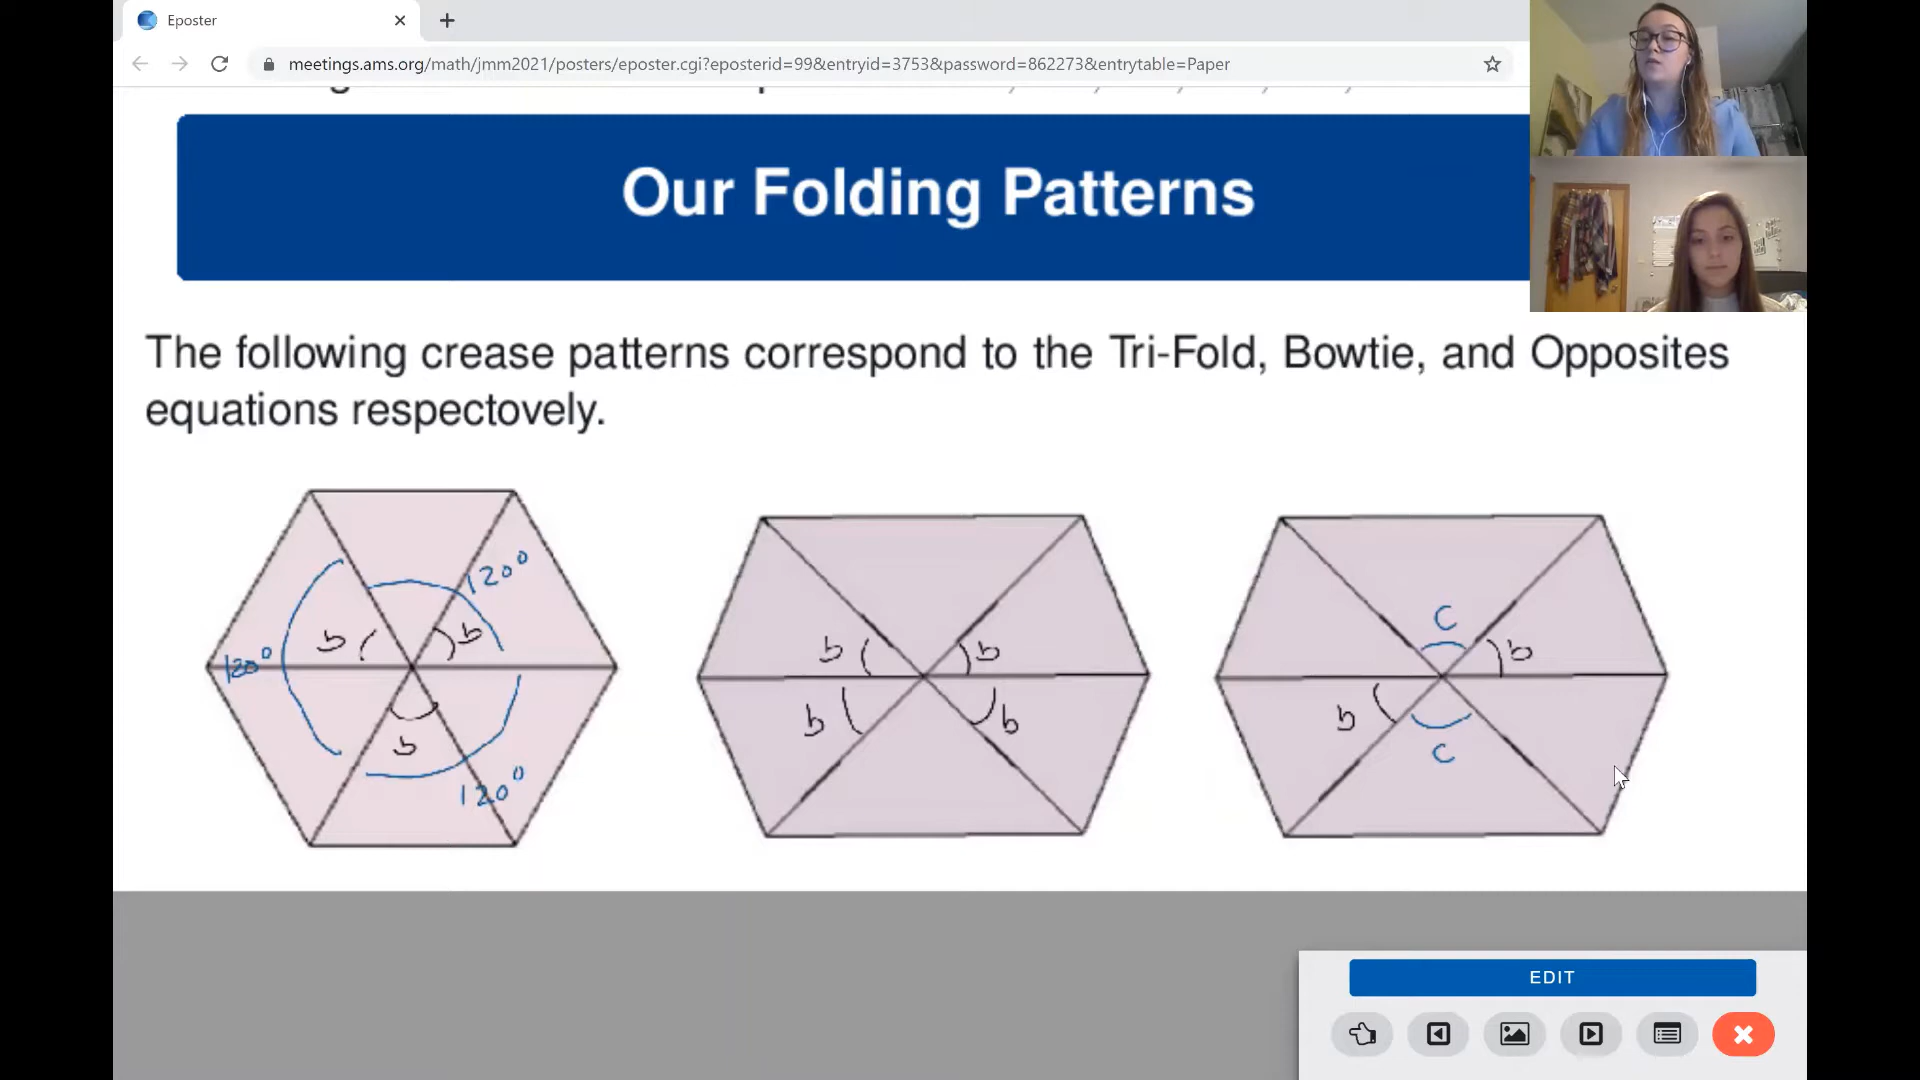 Eposter
meetings.ams.org/math/jmm2021/posters/eposter.cgi?eposterid=99&entryid=3753&password=862273&entrytable=Paper
Our Folding Patterns
The following crease patterns correspond to the Tri-Fold, Bowtie, and Opposites
equations respectovely.
120°
b b
120°
b
120°
b b
b b
c
b
b
c
EDIT